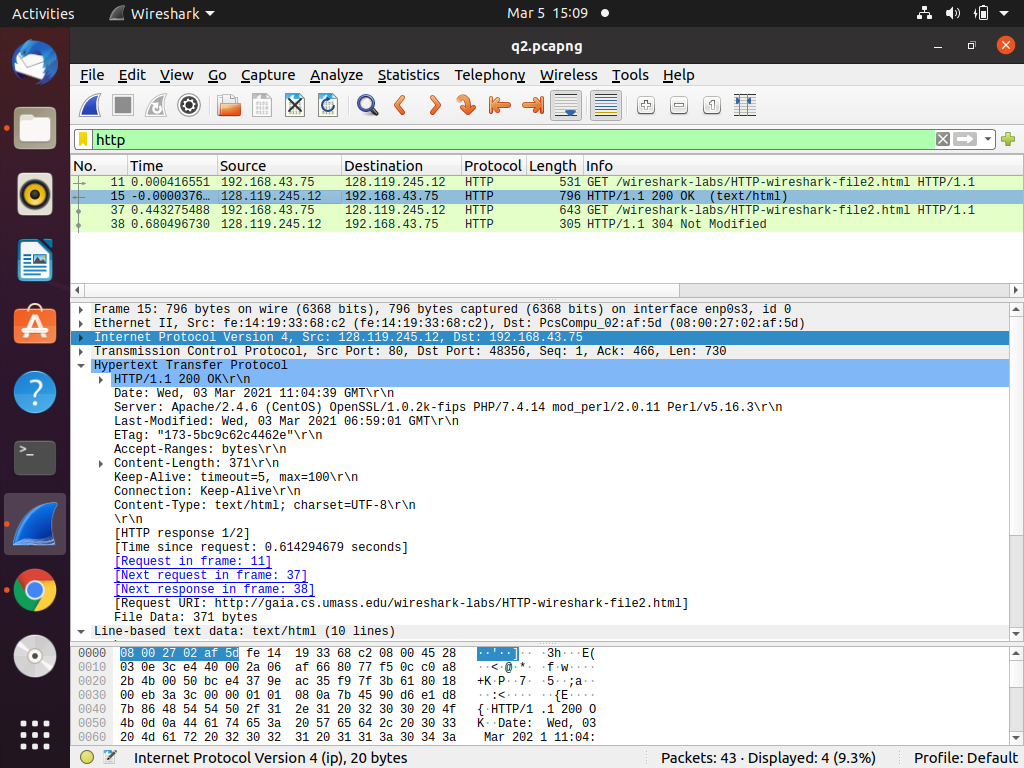 Activities Wireshark Mar 5 15:09
q2.pcapng
File Edit View Go Capture Analyze Statistics Telephony Wireless Tools Help
http
No. Time Source Destination Protocol Length Info
11 0.000416551 192.168.43.75 128.119.245.12 HTTP 531 GET /wireshark-labs/HTTP-wireshark-file2.html HTTP/1.1
15 -0.0000376… 128.119.245.12 192.168.43.75 HTTP 796 HTTP/1.1 200 OK (text/html)
37 0.443275488 192.168.43.75 128.119.245.12 HTTP 643 GET /wireshark-labs/HTTP-wireshark-file2.html HTTP/1.1
38 0.680496730 128.119.245.12 192.168.43.75 HTTP 305 HTTP/1.1 304 Not Modified
Frame 15: 796 bytes on wire (6368 bits), 796 bytes captured (6368 bits) on interface enp0s3, id 0
Ethernet II, Src: fe:14:19:33:68:c2 (fe:14:19:33:68:c2), Dst: PcsCompu_02:af:5d (08:00:27:02:af:5d)
Internet Protocol Version 4, Src: 128.119.245.12, Dst: 192.168.43.75
Transmission Control Protocol, Src Port: 80, Dst Port: 48356, Seq: 1, Ack: 466, Len: 730
Hypertext Transfer Protocol
HTTP/1.1 200 OK\r\n
Date: Wed, 03 Mar 2021 11:04:39 GMT\r\n
Server: Apache/2.4.6 (CentOS) OpenSSL/1.0.2k-fips PHP/7.4.14 mod_perl/2.0.11 Perl/v5.16.3\r\n
Last-Modified: Wed, 03 Mar 2021 06:59:01 GMT\r\n
ETag: "173-5bc9c62c4462e"\r\n
Accept-Ranges: bytes\r\n
Content-Length: 371\r\n
Keep-Alive: timeout=5, max=100\r\n
Connection: Keep-Alive\r\n
Content-Type: text/html; charset=UTF-8\r\n
\r\n
[HTTP response 1/2]
[Time since request: 0.614294679 seconds]
[Request in frame: 11]
[Next request in frame: 37]
[Next response in frame: 38]
[Request URI: http://gaia.cs.umass.edu/wireshark-labs/HTTP-wireshark-file2.html]
File Data: 371 bytes
Line-based text data: text/html (10 lines)
0000 08 00 27 02 af 5d fe 14 19 33 68 c2 08 00 45 28 ··'··]·· ·3h···E(
0010 03 0e 3c e4 40 00 2a 06 af 66 80 77 f5 0c c0 a8 ··<·@·*· ·f·w····
0020 2b 4b 00 50 bc e4 37 9e ac 35 f9 7f 3b 61 80 18 +K·P··7· ·5··;a··
0030 00 eb 3a 3c 00 00 01 01 08 0a 7b 45 90 d6 e1 d8 ··:<···· ··{E····
0040 7b 86 48 54 54 50 2f 31 2e 31 20 32 30 30 20 4f {·HTTP/1 .1 200 O
0050 4b 0d 0a 44 61 74 65 3a 20 57 65 64 2c 20 30 33 K··Date: Wed, 03
0060 20 4d 61 72 20 32 30 32 31 20 31 31 3a 30 34 3a Mar 202 1 11:04:
Internet Protocol Version 4 (ip), 20 bytes Packets: 43 · Displayed: 4 (9.3%) Profile: Default